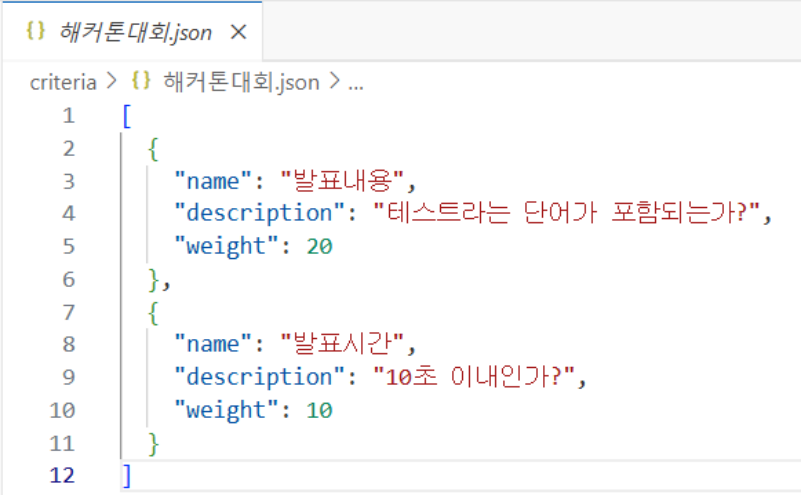 {} 해커톤대회.json ×
criteria > {} 해커톤대회.json > ...
1 [
2 {
3 "name": "발표내용",
4 "description": "테스트라는 단어가 포함되는가?",
5 "weight": 20
6 },
7 {
8 "name": "발표시간",
9 "description": "10초 이내인가?",
10 "weight": 10
11 }
12 ]